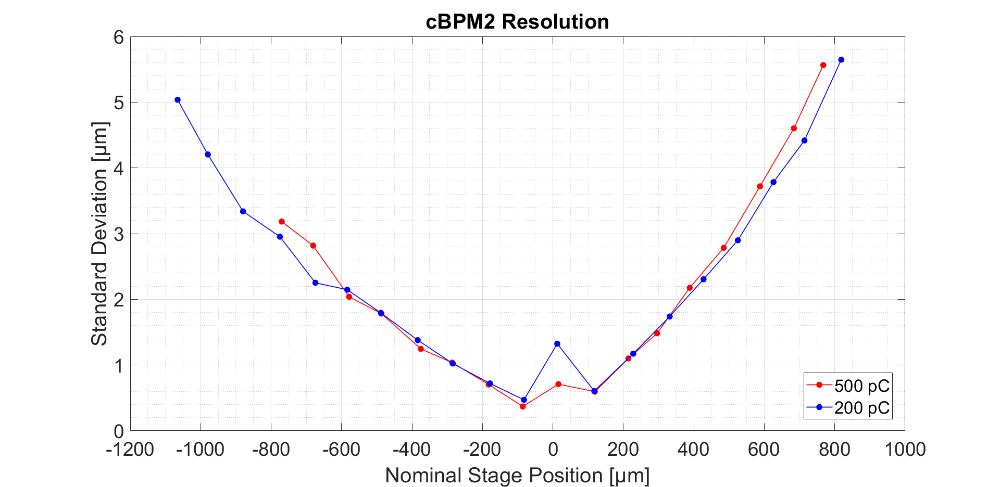 cBPM2 Resolution
6
5
4
3
2
1
0
Standard Deviation [µm]
-1200 -1000 -800 -600 -400 -200 0 200 400 600 800 1000
Nominal Stage Position [µm]
500 pC
200 pC